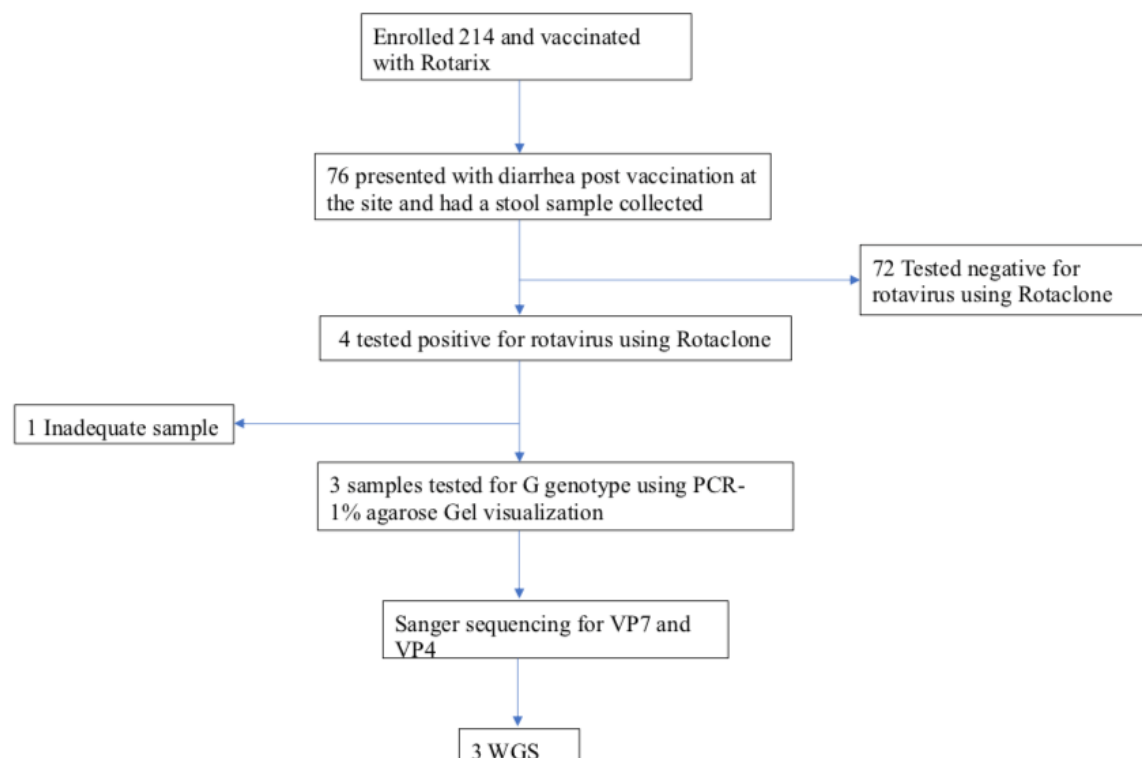 Enrolled 214 and vaccinated
with Rotarix
76 presented with diarrhea post vaccination at
the site and had a stool sample collected
72 Tested negative for
rotavirus using Rotaclone
4 tested positive for rotavirus using Rotaclone
1 Inadequate sample
3 samples tested for G genotype using PCR-
1% agarose Gel visualization
Sanger sequencing for VP7 and
VP4
3 WGS